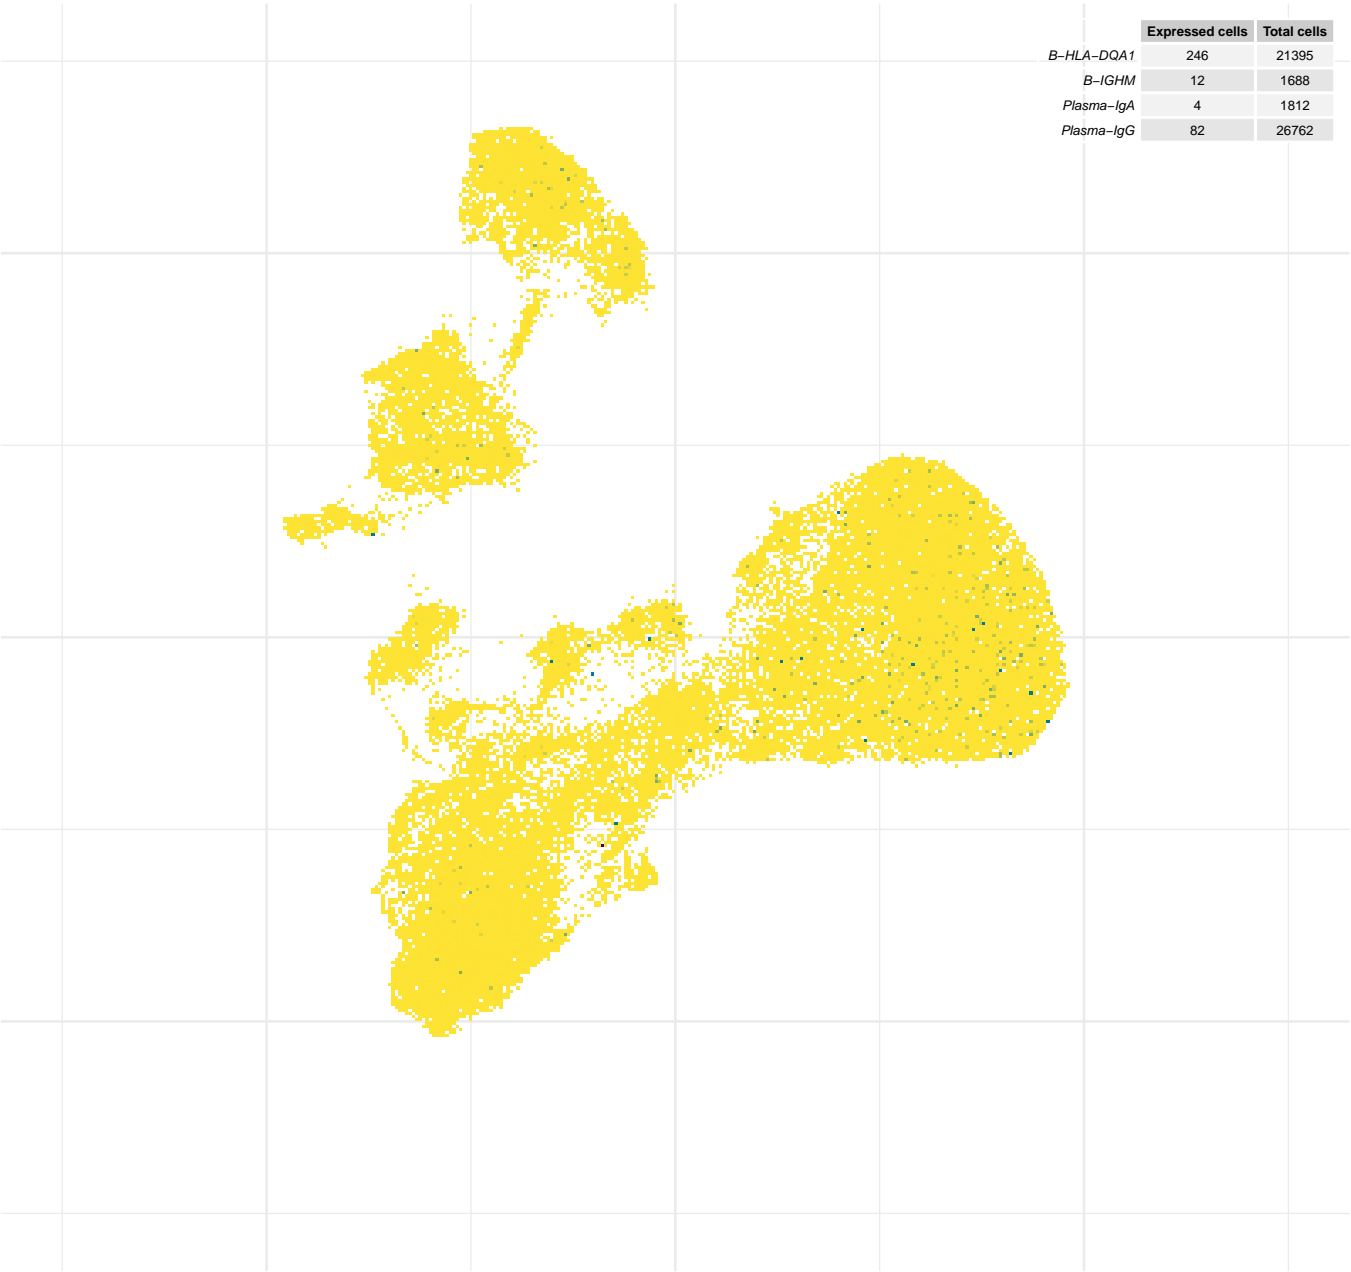 Expressed cells Total cells
B−HLA−DQA1 246 21395
B−IGHM 12 1688
Plasma−IgA 4 1812
Plasma−IgG 82 26762